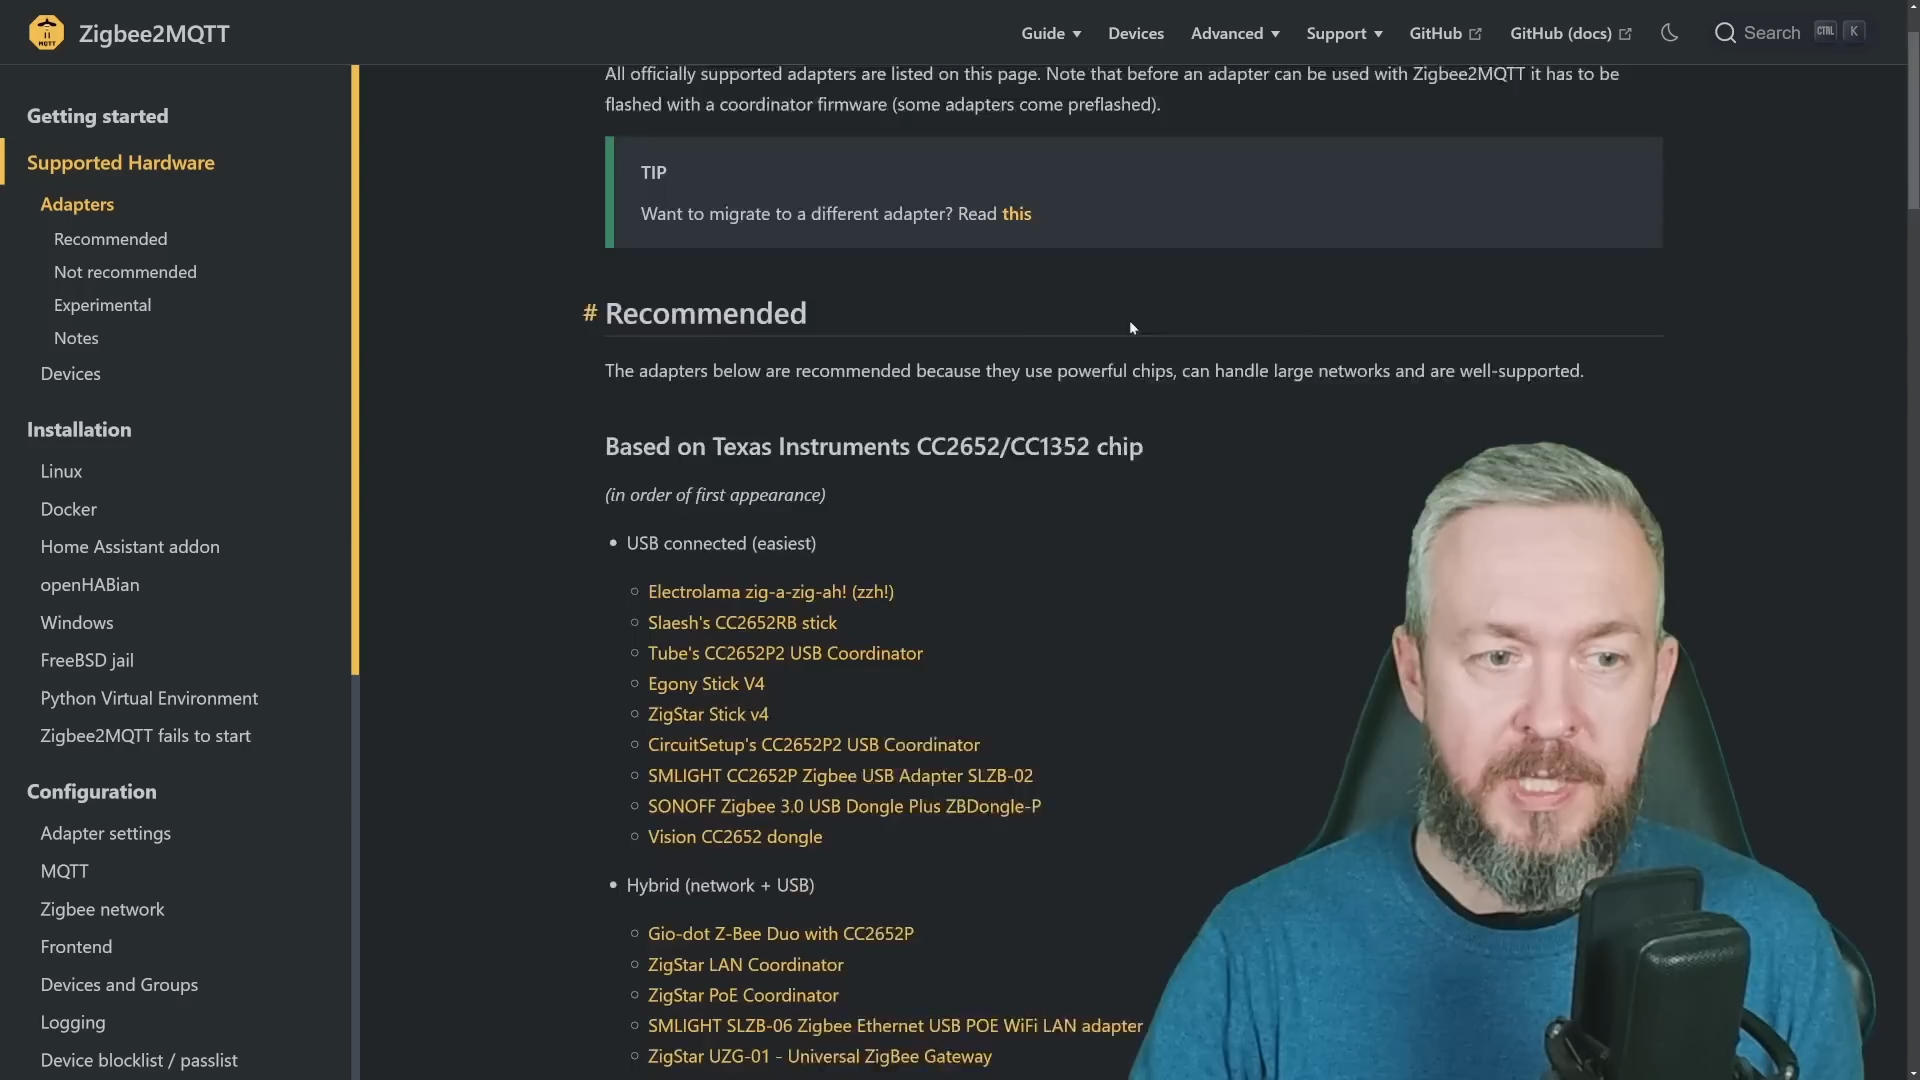 Zigbee2MQTT
Guide
Devices
Advanced
Support
GitHub
GitHub (docs)
Search
CTRL
K
Getting started
Supported Hardware
Adapters
Recommended
Not recommended
Experimental
Notes
Devices
Installation
Linux
Docker
Home Assistant addon
openHABian
Windows
FreeBSD jail
Python Virtual Environment
Zigbee2MQTT fails to start
Configuration
Adapter settings
MQTT
Zigbee network
Frontend
Devices and Groups
Logging
Device blocklist / passlist
All officially supported adapters are listed on this page. Note that before an adapter can be used with Zigbee2MQTT it has to be
flashed with a coordinator firmware (some adapters come preflashed).
TIP
Want to migrate to a different adapter? Read this
# Recommended
The adapters below are recommended because they use powerful chips, can handle large networks and are well-supported.
Based on Texas Instruments CC2652/CC1352 chip
(in order of first appearance)
• USB connected (easiest)
◦ Electrolama zig-a-zig-ah! (zzh!)
◦ Slaesh's CC2652RB stick
◦ Tube's CC2652P2 USB Coordinator
◦ Egony Stick V4
◦ ZigStar Stick v4
◦ CircuitSetup's CC2652P2 USB Coordinator
◦ SMLIGHT CC2652P Zigbee USB Adapter SLZB-02
◦ SONOFF Zigbee 3.0 USB Dongle Plus ZBDongle-P
◦ Vision CC2652 dongle
• Hybrid (network + USB)
◦ Gio-dot Z-Bee Duo with CC2652P
◦ ZigStar LAN Coordinator
◦ ZigStar PoE Coordinator
◦ SMLIGHT SLZB-06 Zigbee Ethernet USB POE WiFi LAN adapter
◦ ZigStar UZG-01 - Universal ZigBee Gateway